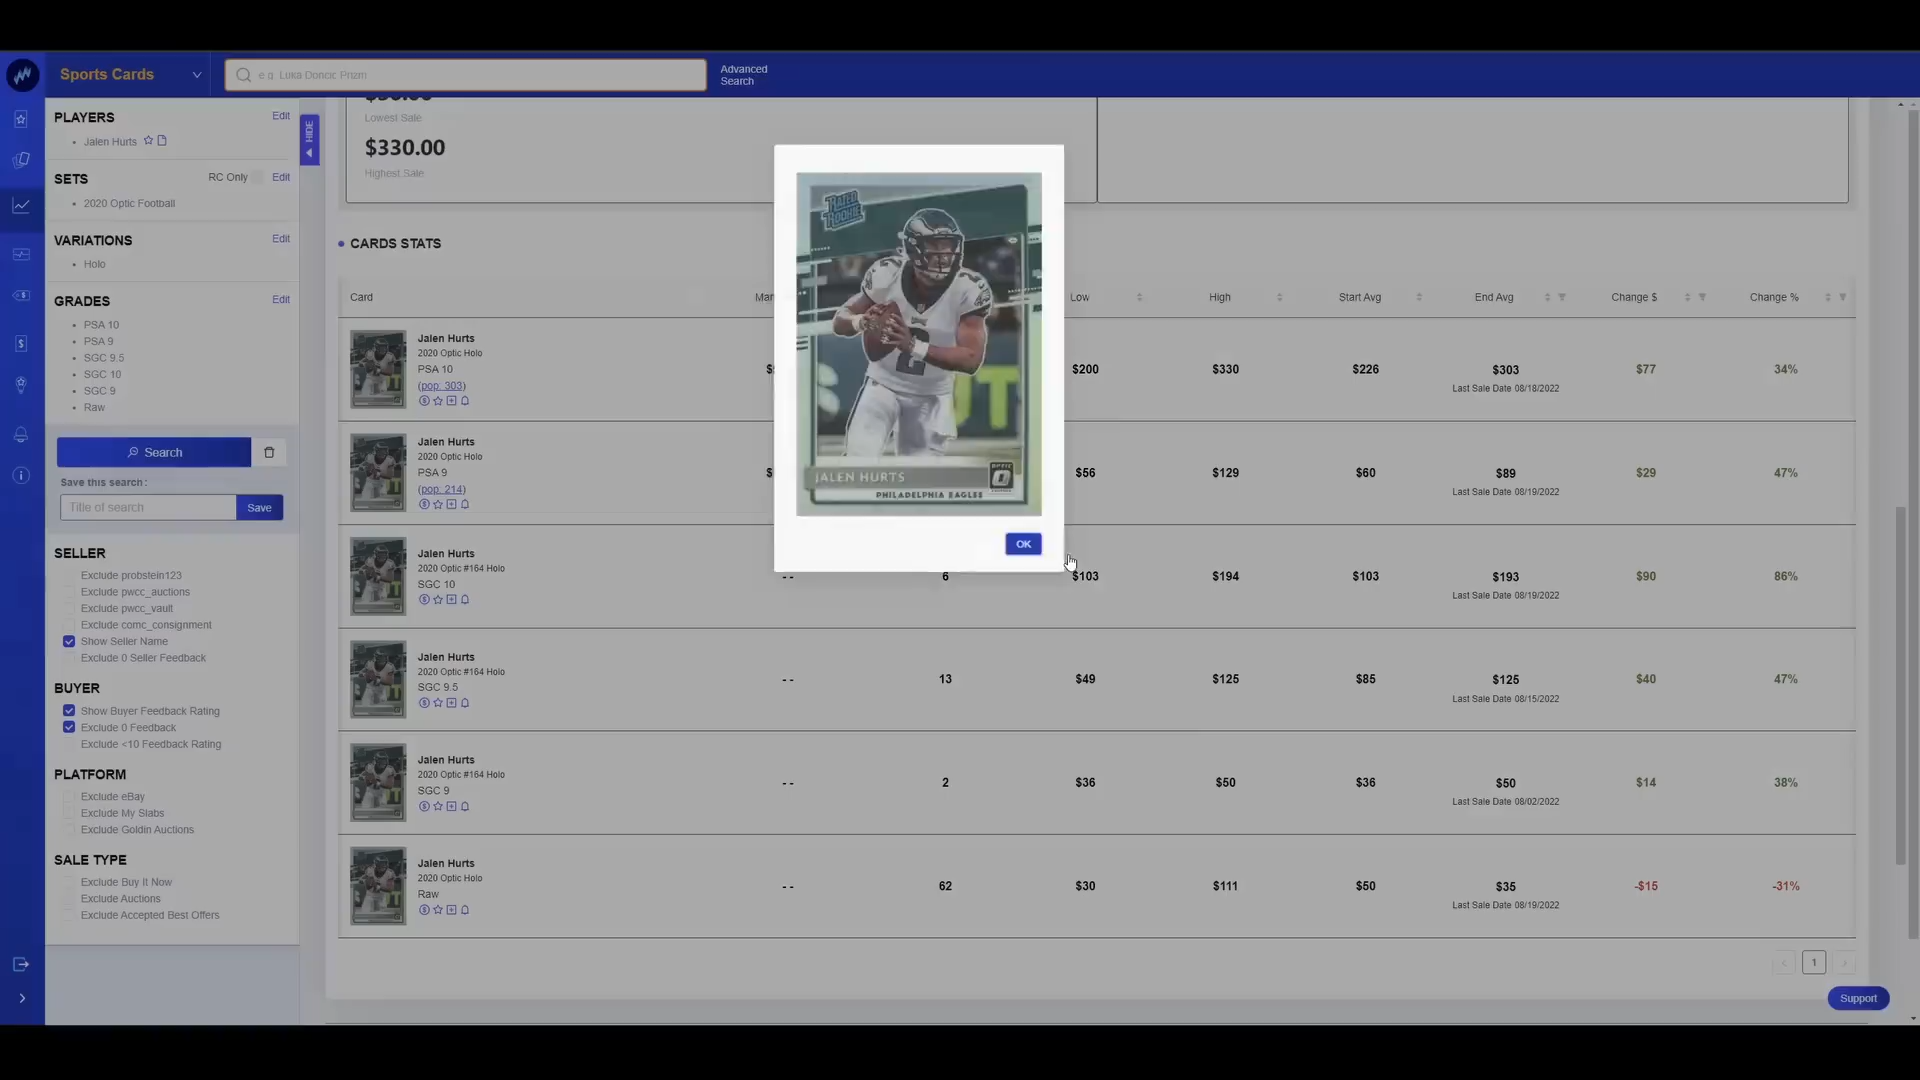 Sports Cards
e.g. Luka Doncic Prizm
Advanced
Search
PLAYERS
Edit
Jalen Hurts
SETS
RC Only
Edit
2020 Optic Football
VARIATIONS
Edit
Holo
GRADES
Edit
PSA 10
PSA 9
SGC 9.5
SGC 10
SGC 9
Raw
Search
Save this search :
Title of search
Save
SELLER
Exclude probstein123
Exclude pwcc_auctions
Exclude pwcc_vault
Exclude comc_consignment
Show Seller Name
Exclude 0 Seller Feedback
BUYER
Show Buyer Feedback Rating
Exclude 0 Feedback
Exclude <10 Feedback Rating
PLATFORM
Exclude eBay
Exclude My Slabs
Exclude Goldin Auctions
SALE TYPE
Exclude Buy It Now
Exclude Auctions
Exclude Accepted Best Offers
HIDE
Lowest Sale
$330.00
Highest Sale
CARDS STATS
Card Low High Start Avg End Avg Change $ Change %
Jalen Hurts
2020 Optic Holo
PSA 10
(pop. 303)
$200 $330 $226 $303 $77 34%
Last Sale Date 08/18/2022
Jalen Hurts
2020 Optic Holo
PSA 9
(pop. 214)
$56 $129 $60 $89 $29 47%
Last Sale Date 08/19/2022
Jalen Hurts
2020 Optic #164 Holo
SGC 10
- - 6 $103 $194 $103 $193 $90 86%
Last Sale Date 08/19/2022
Jalen Hurts
2020 Optic #164 Holo
SGC 9.5
- - 13 $49 $125 $85 $125 $40 47%
Last Sale Date 08/15/2022
Jalen Hurts
2020 Optic #164 Holo
SGC 9
- - 2 $36 $50 $36 $50 $14 38%
Last Sale Date 08/02/2022
Jalen Hurts
2020 Optic Holo
Raw
- - 62 $30 $111 $50 $35 -$15 -31%
Last Sale Date 08/19/2022
1
Support
RATED
ROOKIE
2
JALEN HURTS
OPTIC
PHILADELPHIA EAGLES
OK